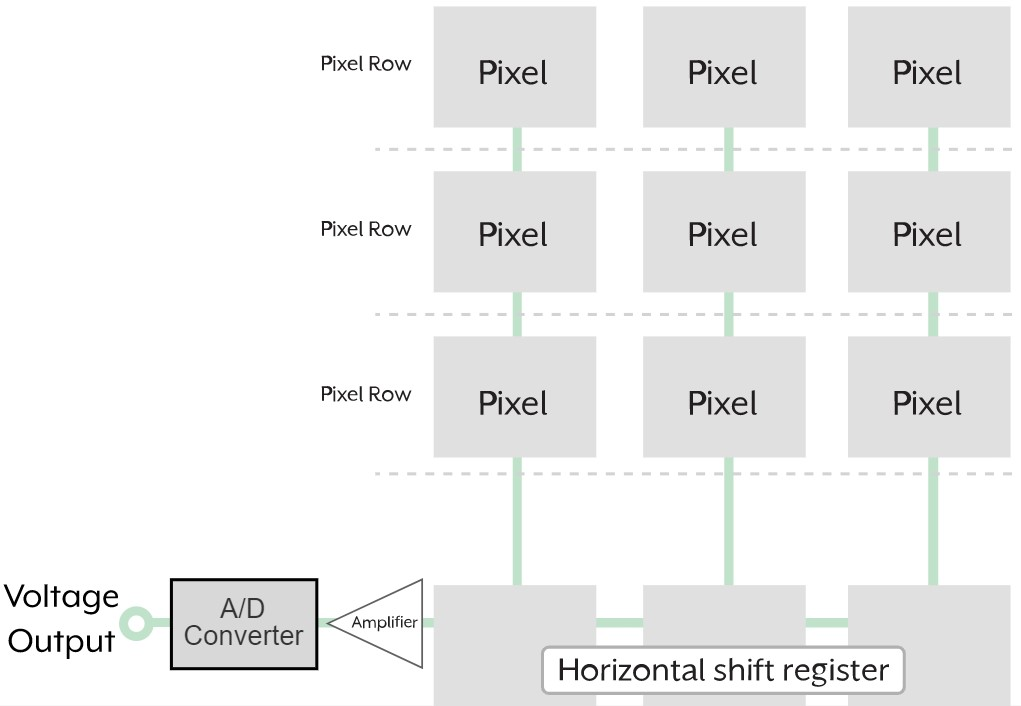 Pixel Row
Pixel Pixel Pixel
Pixel Row
Pixel Pixel Pixel
Pixel Row
Pixel Pixel Pixel
Voltage
Output
A/D
Converter
Amplifier
Horizontal shift register